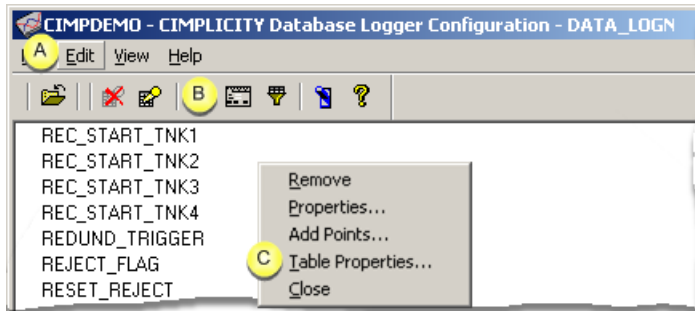 CIMPDEMO - CIMPLICITY Database Logger Configuration - DATA_LOGN
A Edit View Help
B
REC_START_TNK1
REC_START_TNK2
REC_START_TNK3
REC_START_TNK4
REDUND_TRIGGER
REJECT_FLAG
RESET_REJECT
Remove
Properties...
Add Points...
C Table Properties...
Close